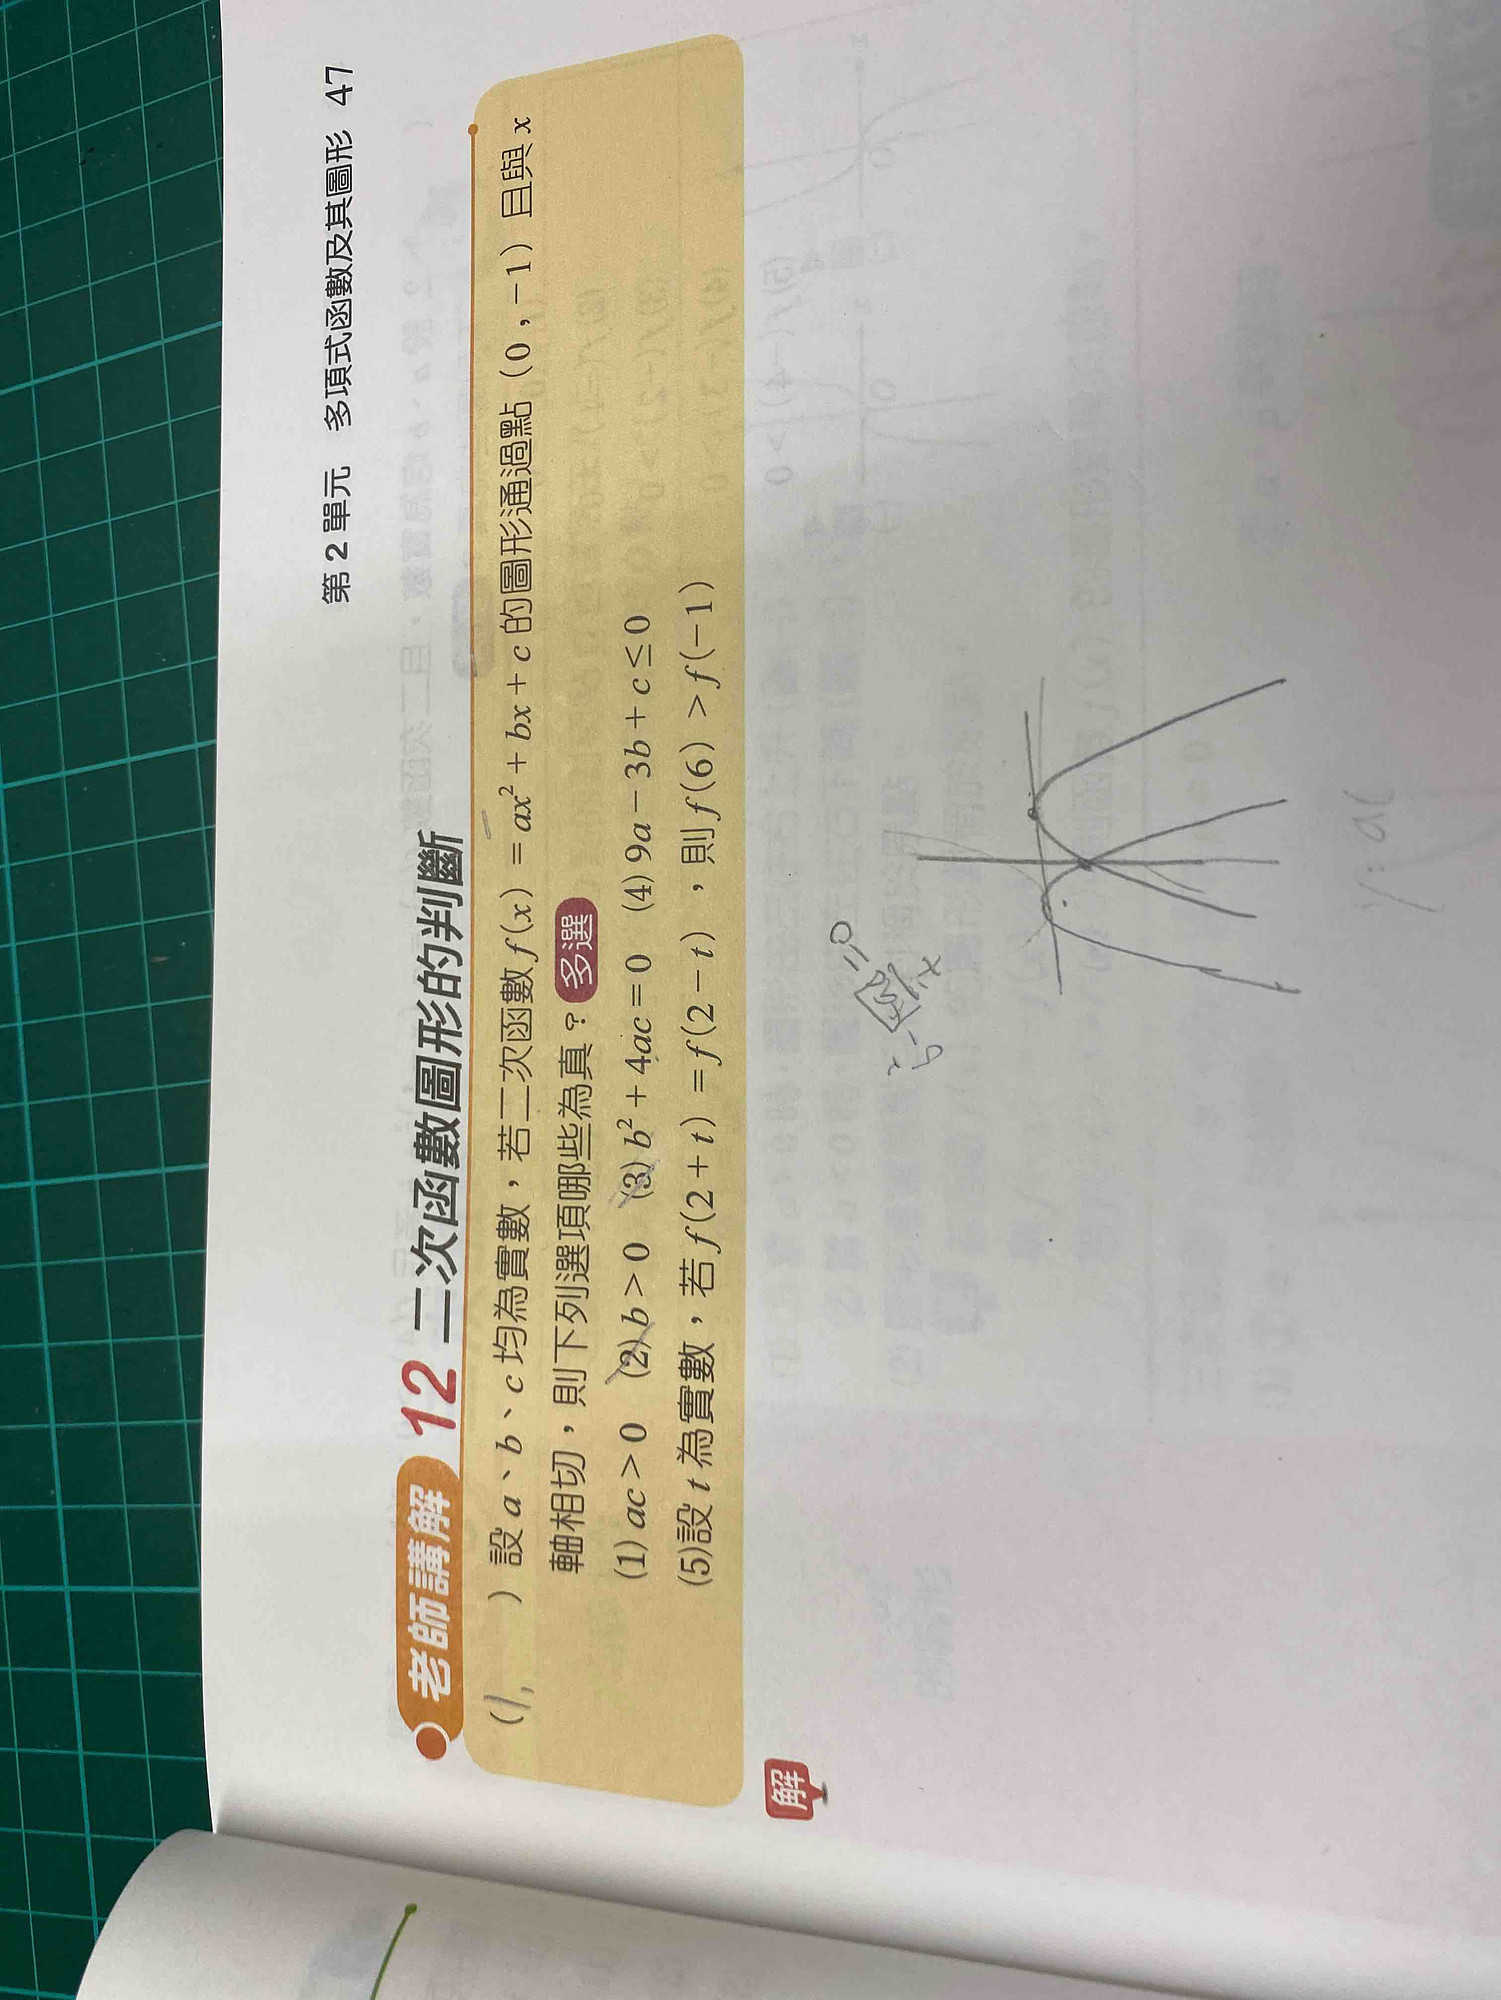 第2單元 多項式函數及其圖形 47
老師講解 12 二次函數圖形的判斷
(1, ) 設 a、b、c 均為實數，若二次函數 f(x) = ax² + bx + c 的圖形通過點 (0，-1) 且與 x
軸相切，則下列選項哪些為真？ 多選
(1) ac > 0 (2) b > 0 (3) b² + 4ac = 0 (4) 9a - 3b + c ≤ 0
(5)設 t 為實數，若 f(2 + t) = f(2 - t)，則 f(6) > f(-1)
解
y=a(